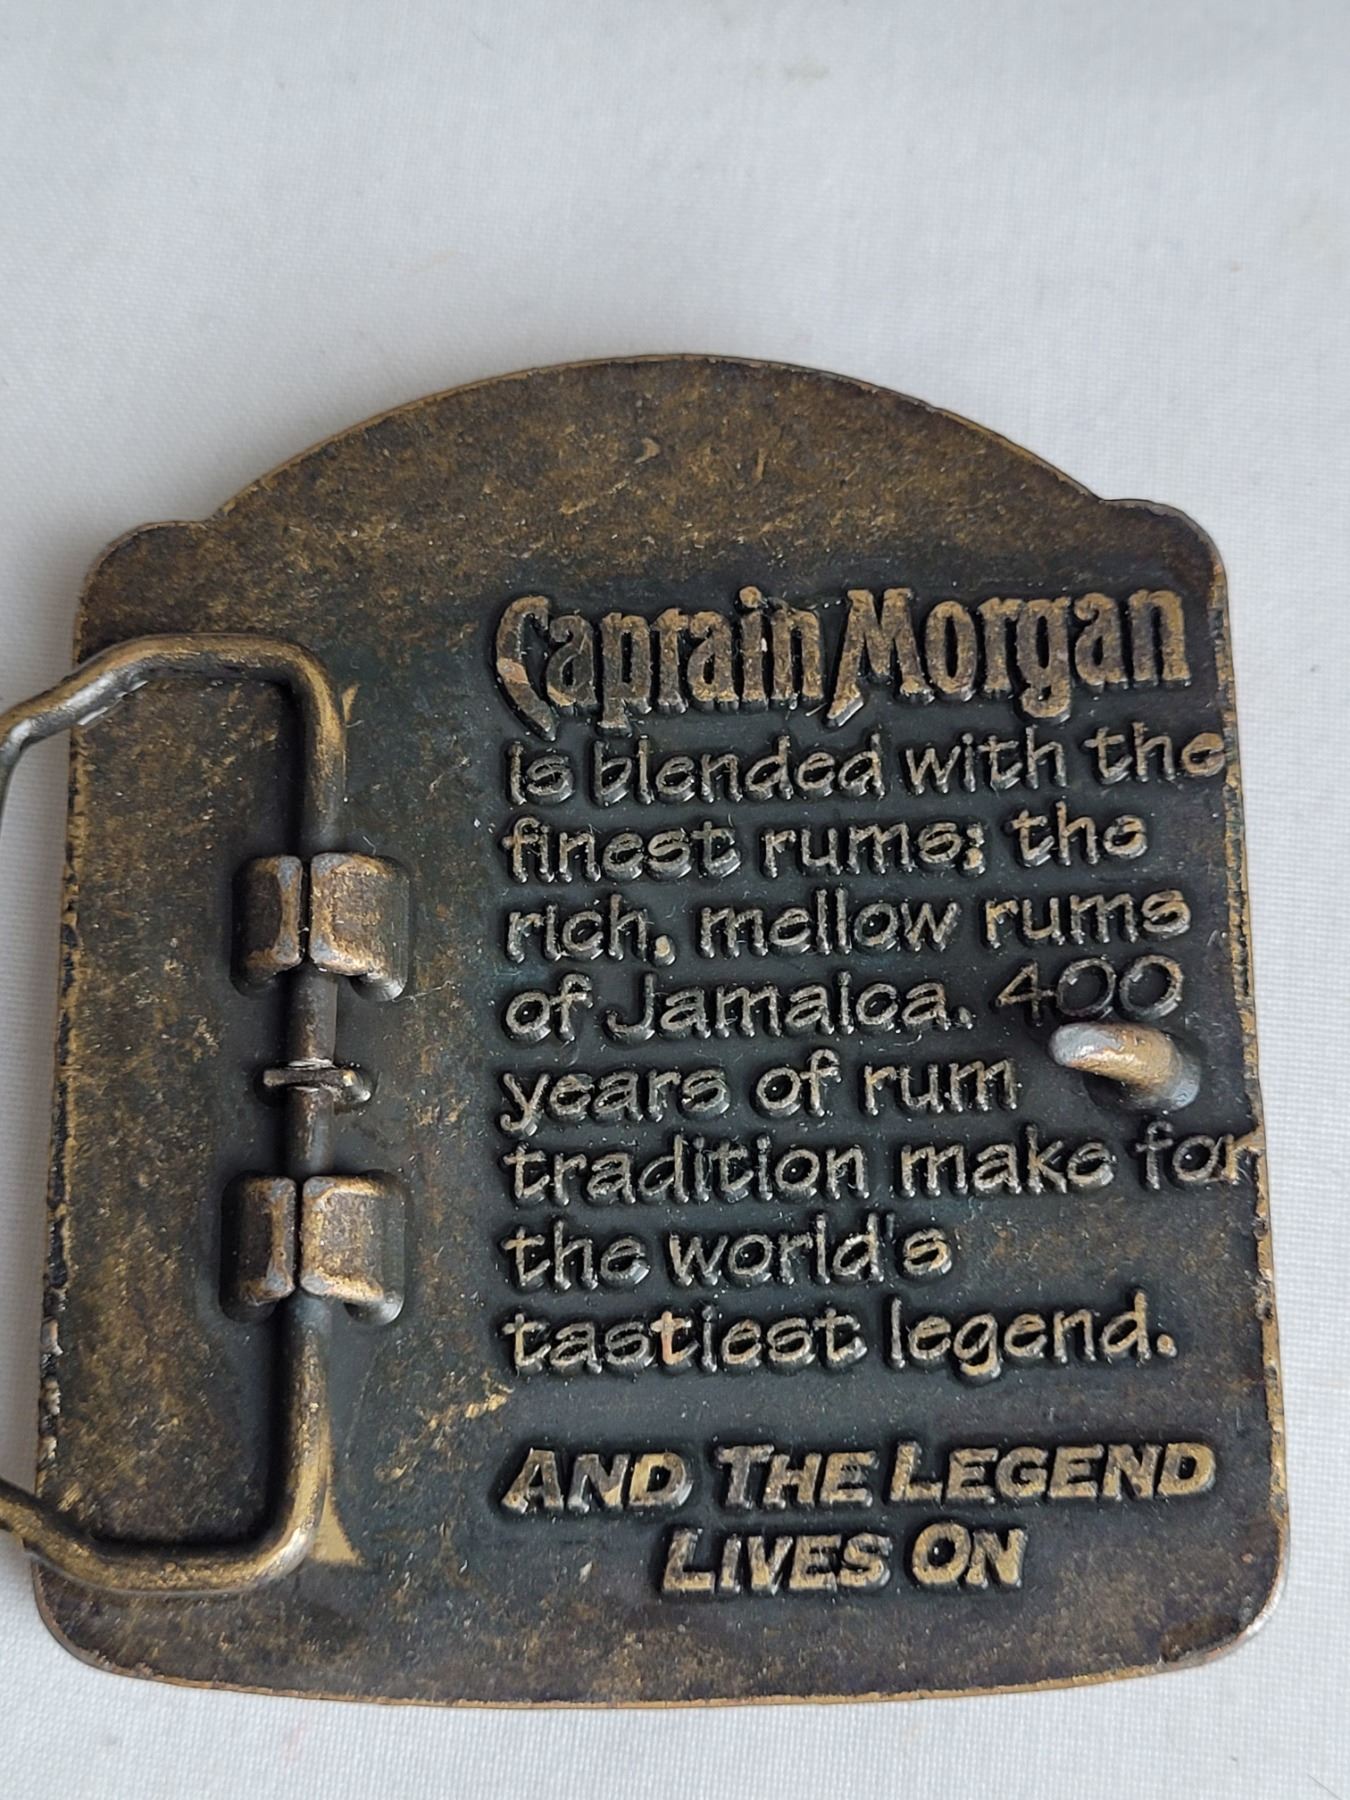 Captain Morgan
is blended with the
finest rums; the
rich, mellow rums
of Jamaica. 400
years of rum
tradition make for
the world's
tastiest legend.
AND THE LEGEND
LIVES ON